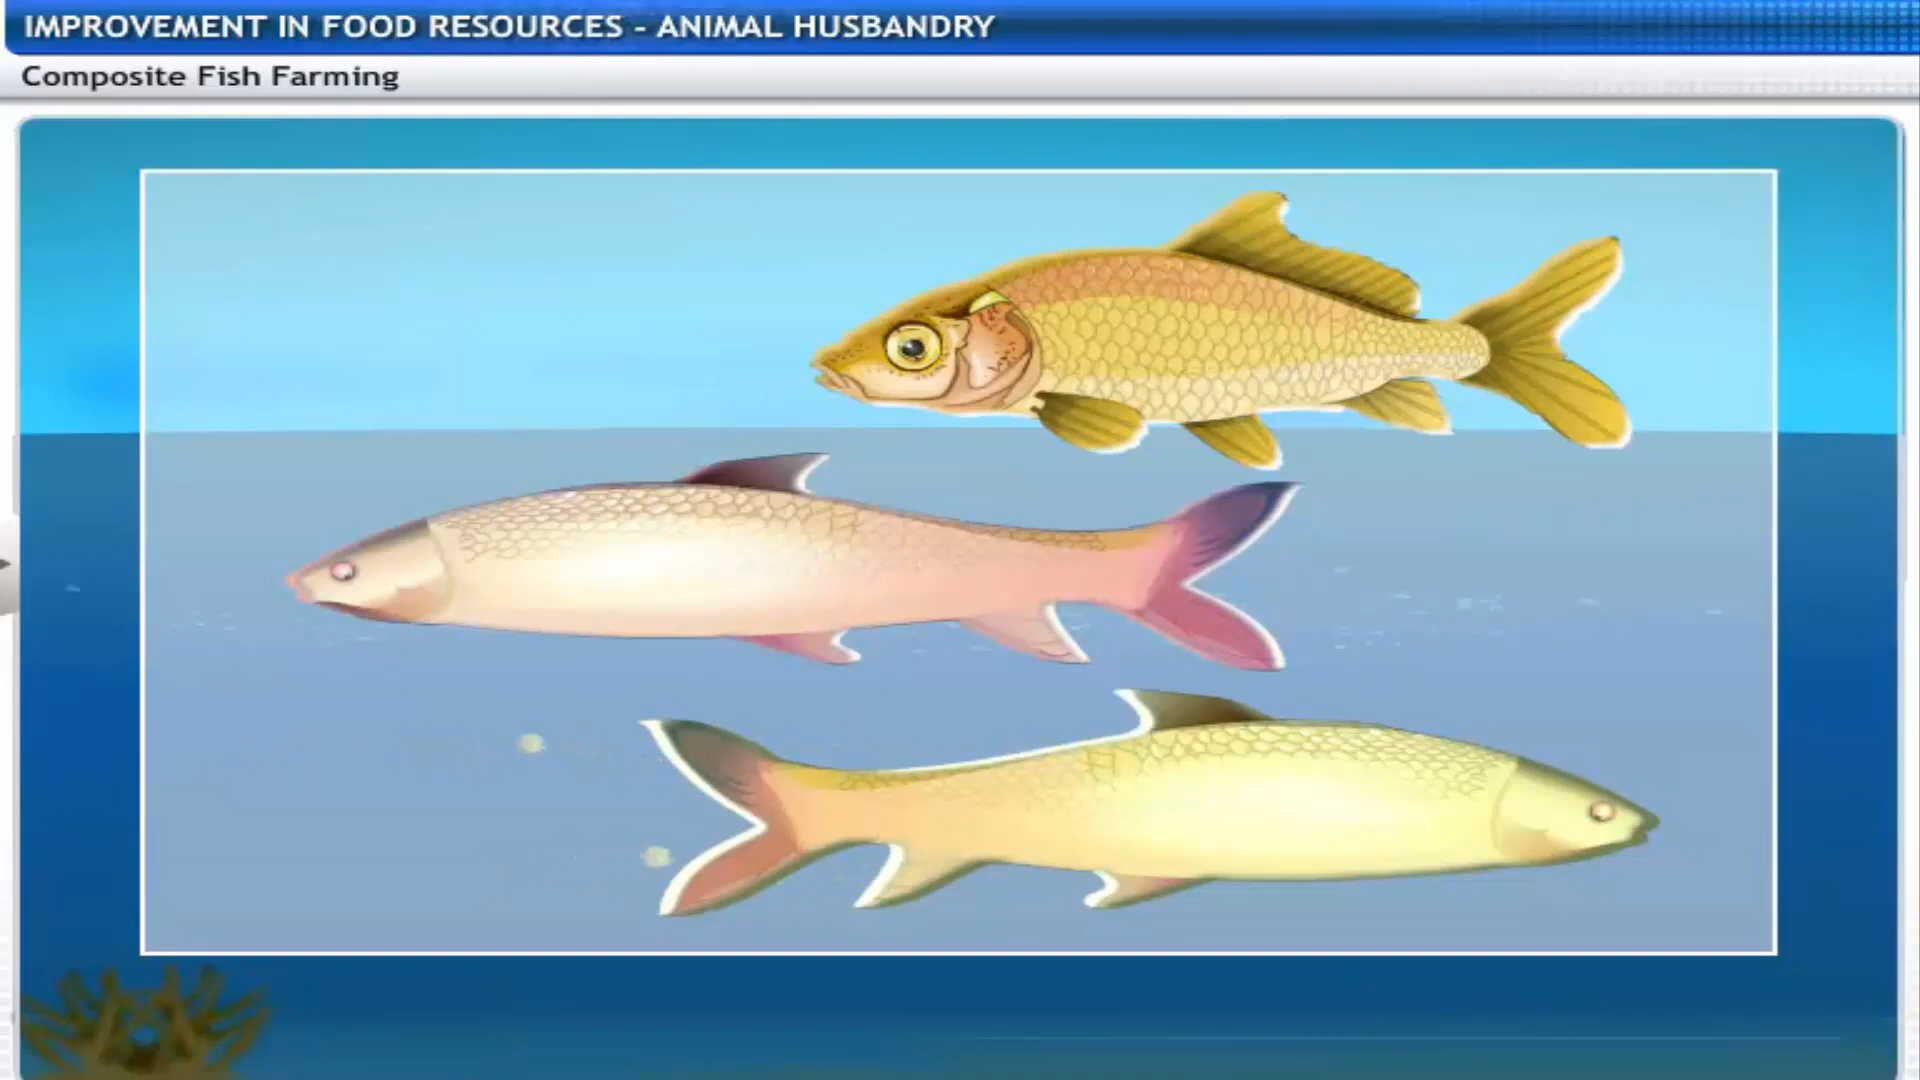 IMPROVEMENT IN FOOD RESOURCES - ANIMAL HUSBANDRY
Composite Fish Farming